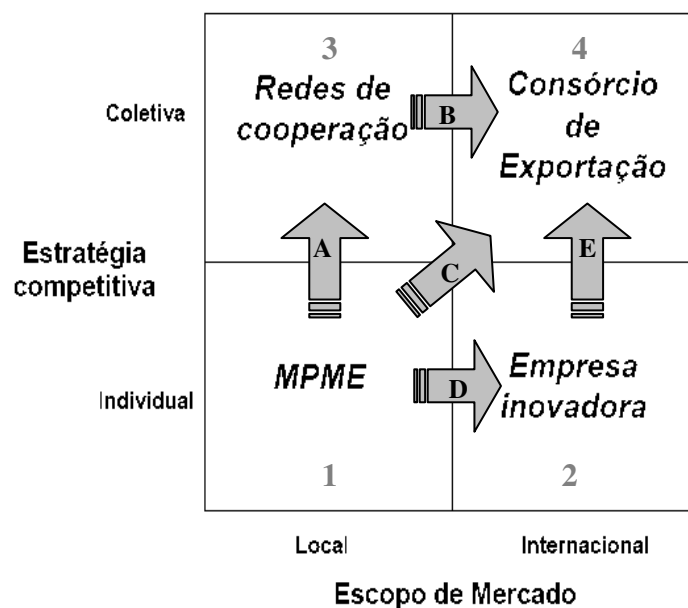 3
4
Redes de
cooperação
Consórcio
de
Exportação
Coletiva
B
A
C
E
Estratégia
competitiva
MPME
Empresa
inovadora
D
Individual
1
2
Local
Internacional
Escopo de Mercado